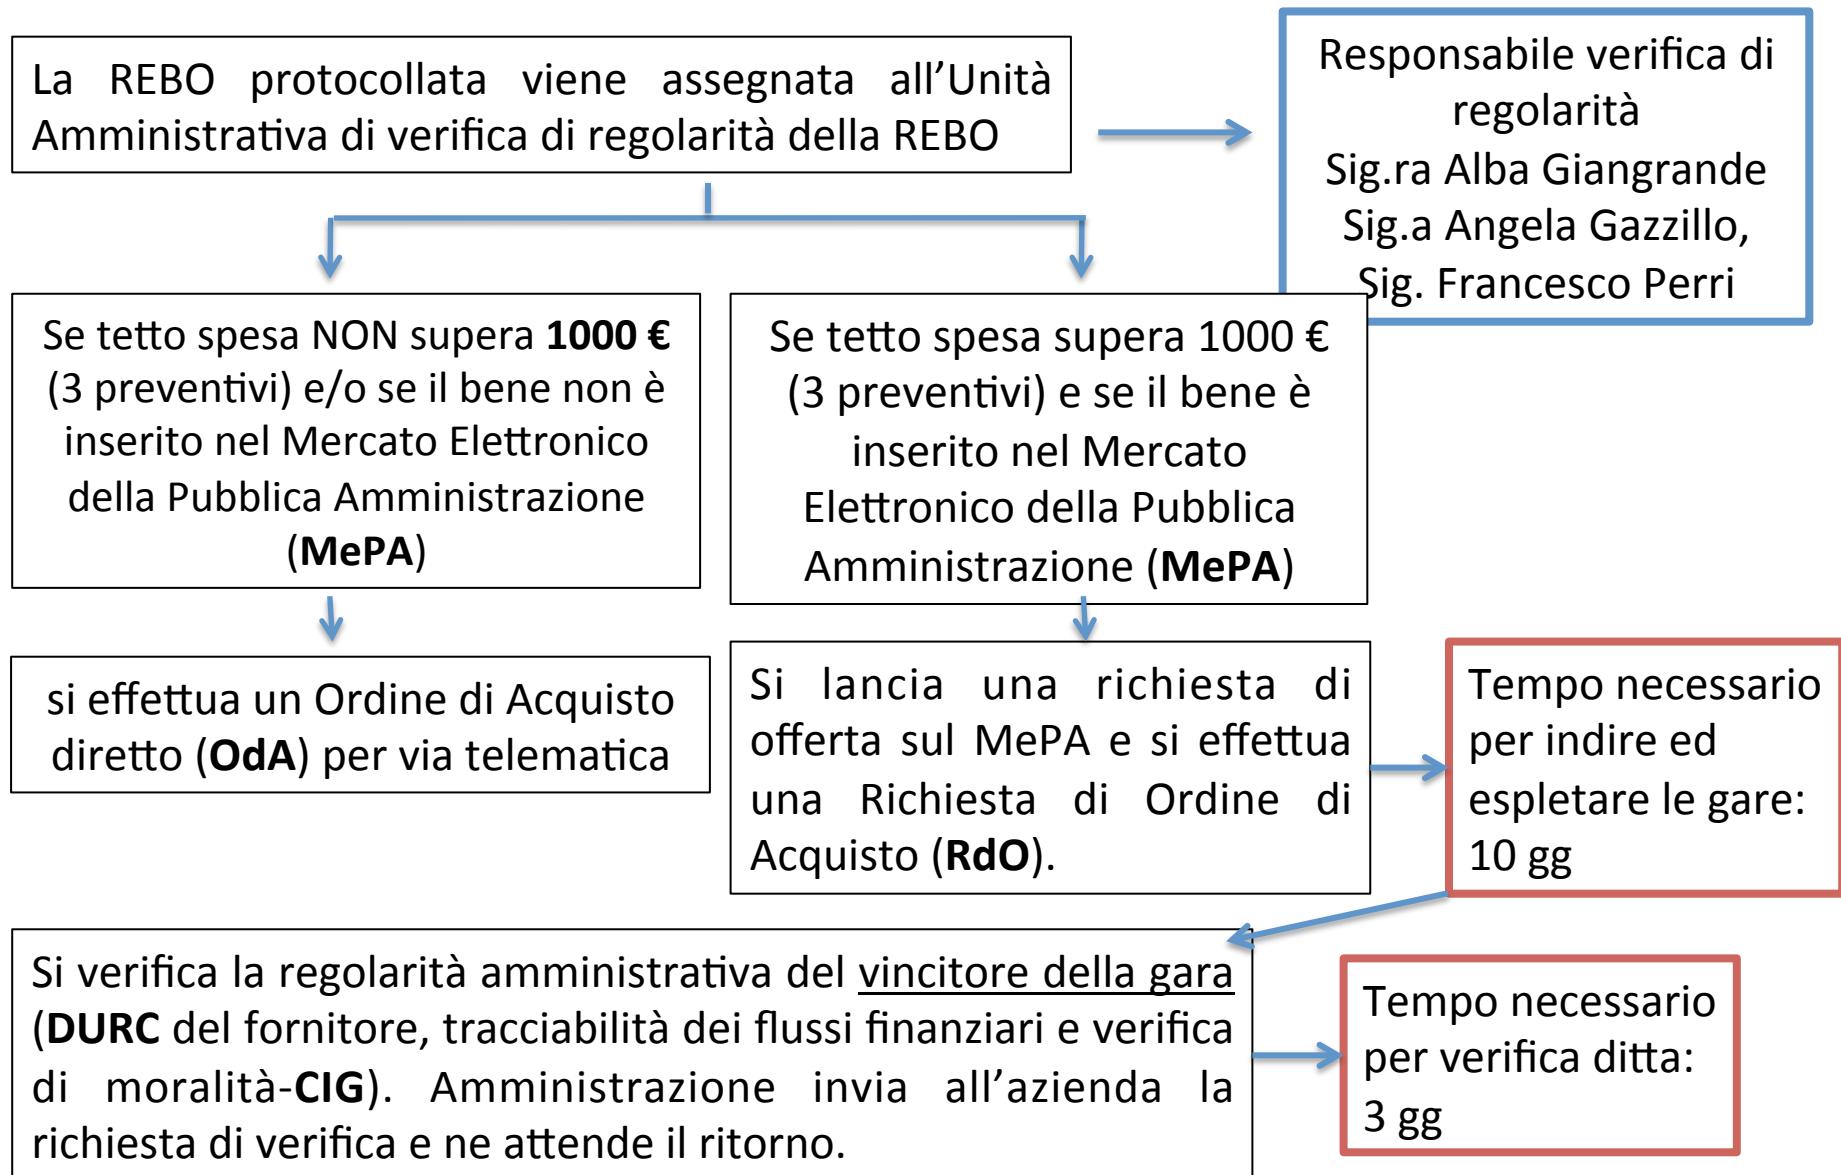 La REBO protocollata viene assegnata all’Unità
Amministrativa di verifica di regolarità della REBO
Responsabile verifica di
regolarità
Sig.ra Alba Giangrande
Sig.a Angela Gazzillo,
Sig. Francesco Perri
Se tetto spesa NON supera 1000 €
(3 preventivi) e/o se il bene non è
inserito nel Mercato Elettronico
della Pubblica Amministrazione
(MePA)
Se tetto spesa supera 1000 €
(3 preventivi) e se il bene è
inserito nel Mercato
Elettronico della Pubblica
Amministrazione (MePA)
si effettua un Ordine di Acquisto
diretto (OdA) per via telematica
Si lancia una richiesta di
offerta sul MePA e si effettua
una Richiesta di Ordine di
Acquisto (RdO).
Tempo necessario
per indire ed
espletare le gare:
10 gg
Si verifica la regolarità amministrativa del vincitore della gara
(DURC del fornitore, tracciabilità dei flussi finanziari e verifica
di moralità-CIG). Amministrazione invia all’azienda la
richiesta di verifica e ne attende il ritorno.
Tempo necessario
per verifica ditta:
3 gg